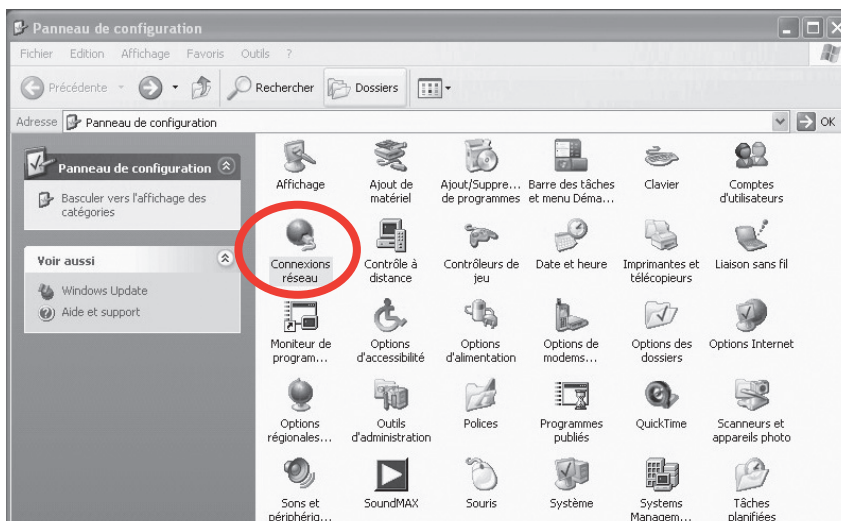 Panneau de configuration
Fichier Edition Affichage Favoris Outils ?
Précédente Rechercher Dossiers
Adresse Panneau de configuration OK
Panneau de configuration
Basculer vers l'affichage des
catégories
Voir aussi
Windows Update
Aide et support
Affichage
Ajout de
matériel
Ajout/Suppre...
de programmes
Barre des tâches
et menu Déma...
Clavier
Comptes
d'utilisateurs
Connexions
réseau
Contrôle à
distance
Contrôleurs de
jeu
Date et heure
Imprimantes et
télécopieurs
Liaison sans fil
Moniteur de
program...
Options
d'accessibilité
Options
d'alimentation
Options de
modems...
Options des
dossiers
Options Internet
Options
régionales...
Outils
d'administration
Polices
Programmes
publiés
QuickTime
Scanneurs et
appareils photo
Sons et
périphériq...
SoundMAX
Souris
Système
Systems
Managem...
Tâches
planifiées